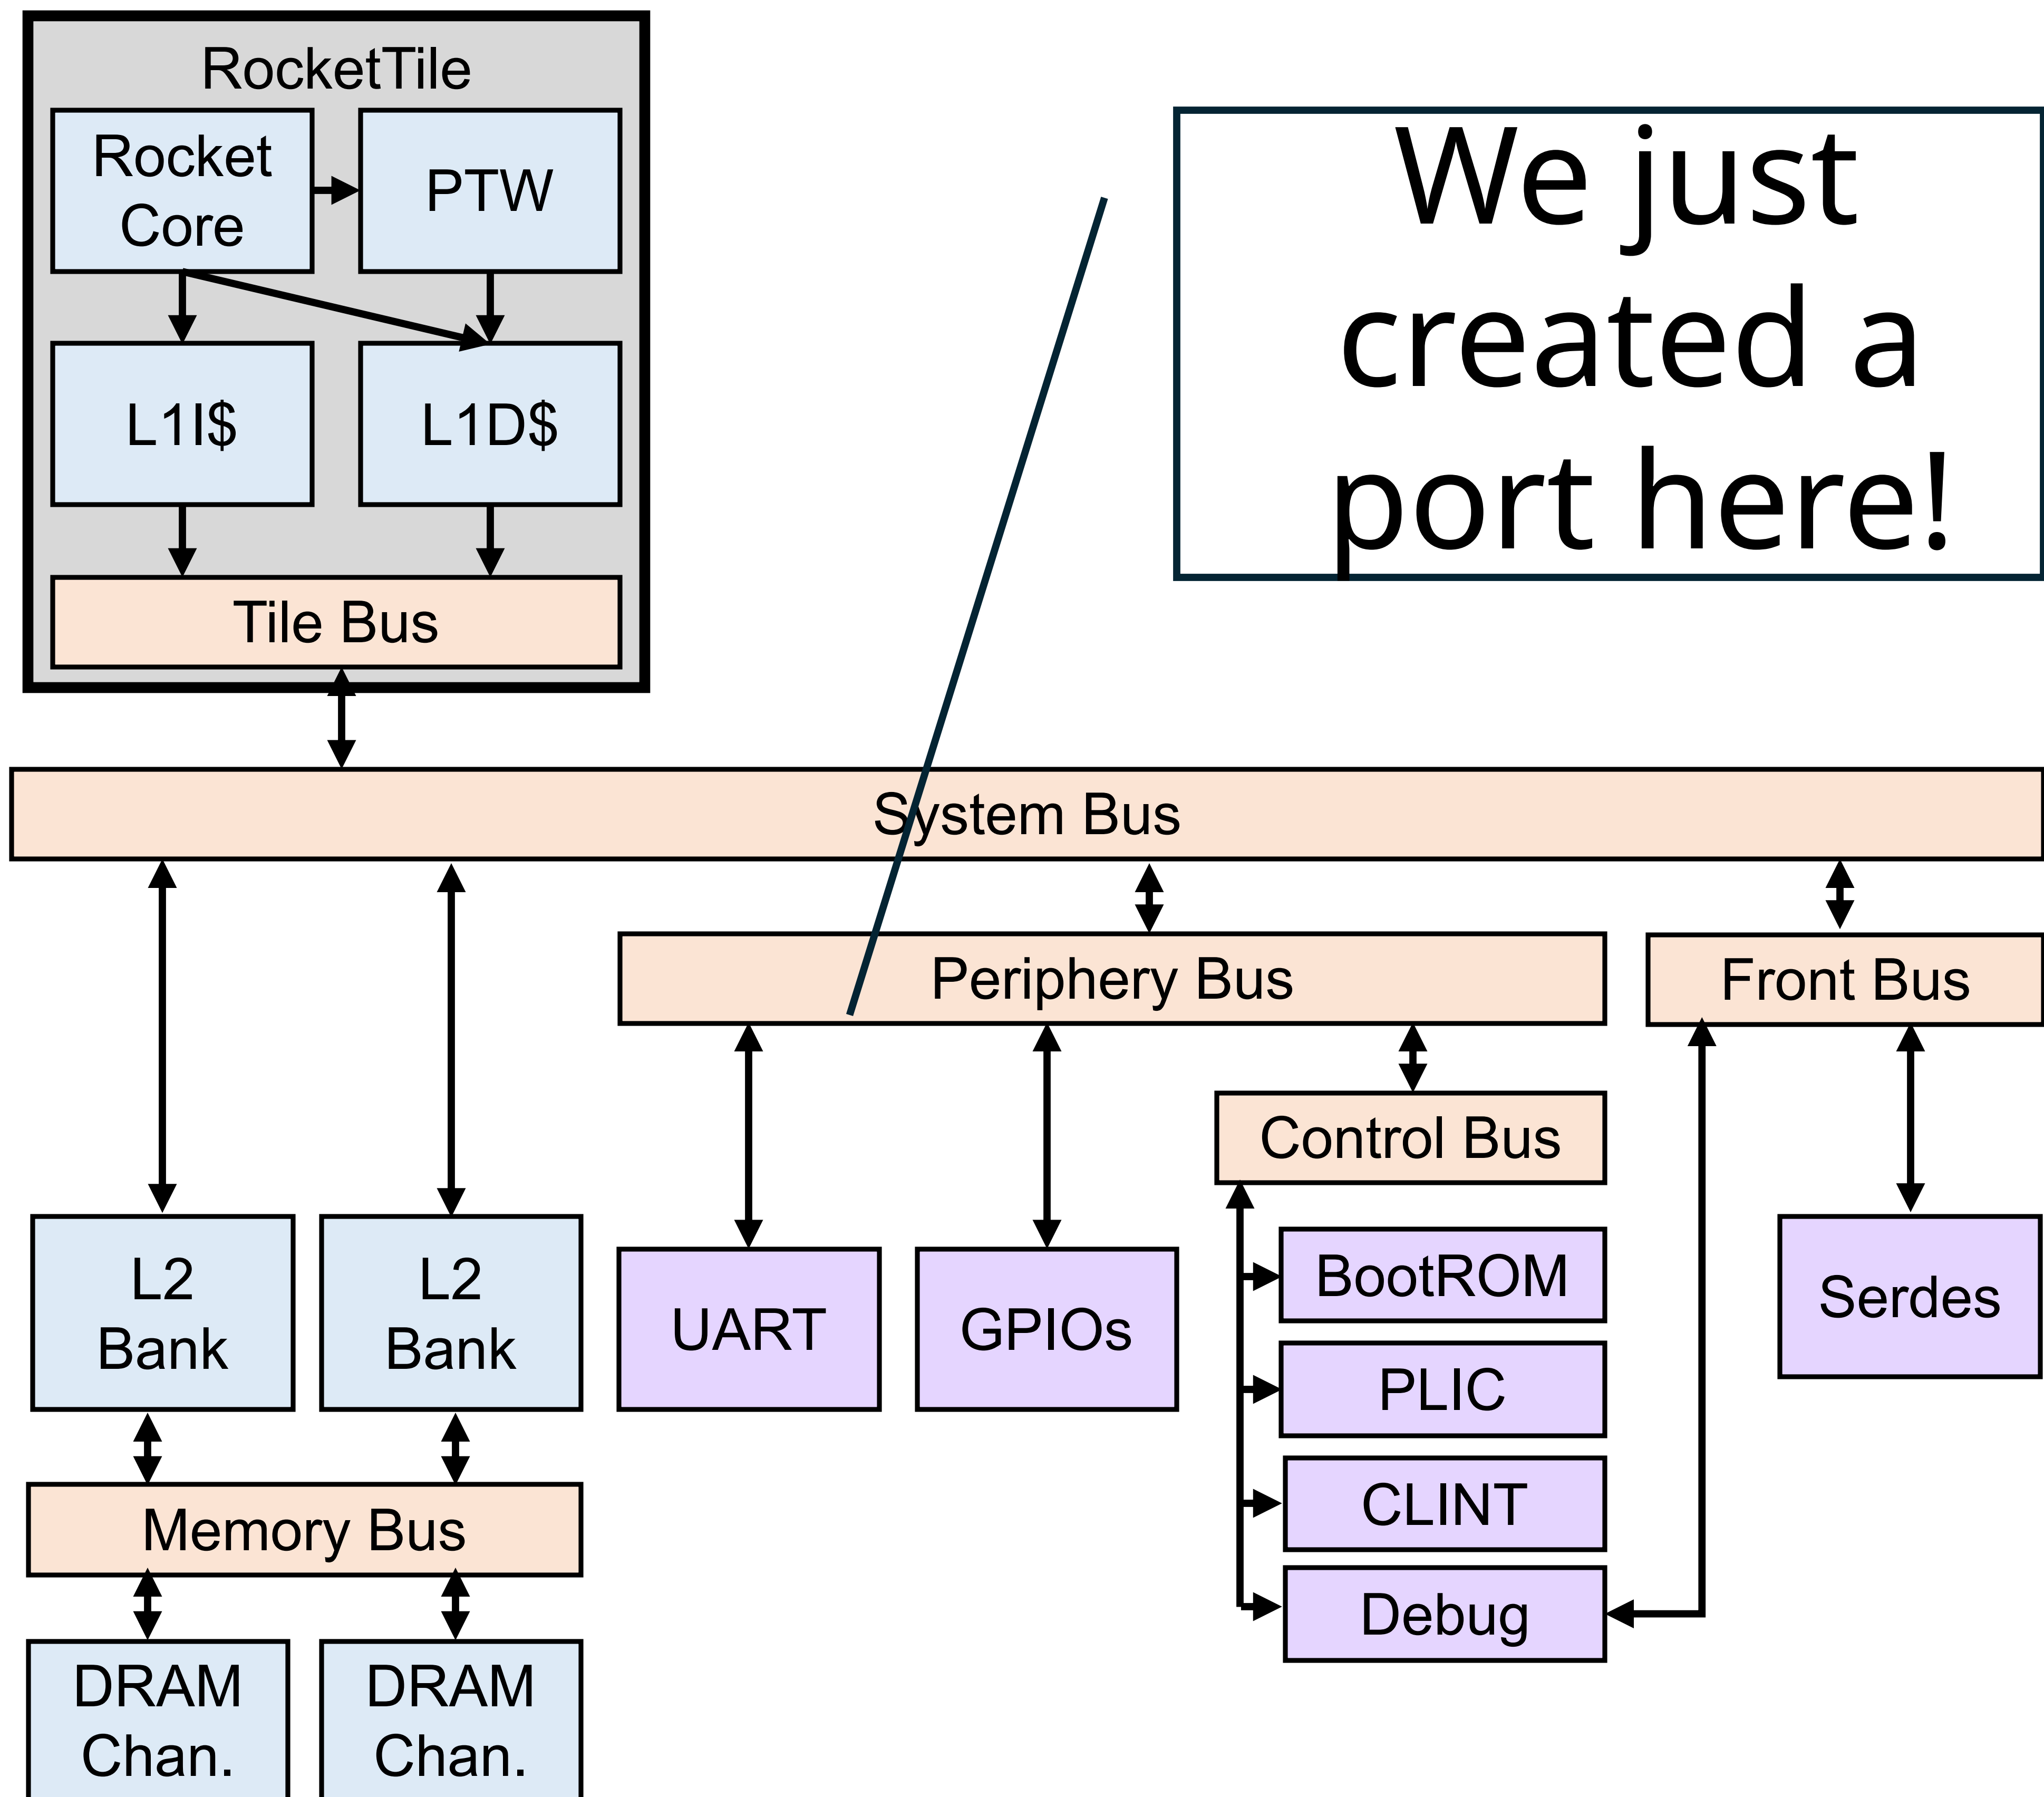 RocketTile
Rocket
Core
PTW
L1I$
L1D$
Tile Bus
We just
created a
port here!
System Bus
Periphery Bus
Front Bus
Control Bus
L2
Bank
L2
Bank
UART
GPIOs
BootROM
PLIC
CLINT
Debug
Serdes
Memory Bus
DRAM
Chan.
DRAM
Chan.